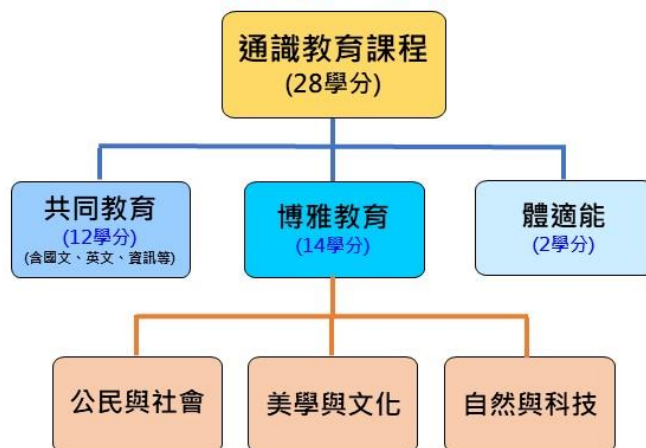 通識教育課程
(28學分)
共同教育
(12學分)
(含國文、英文、資訊等)
博雅教育
(14學分)
體適能
(2學分)
公民與社會
美學與文化
自然與科技